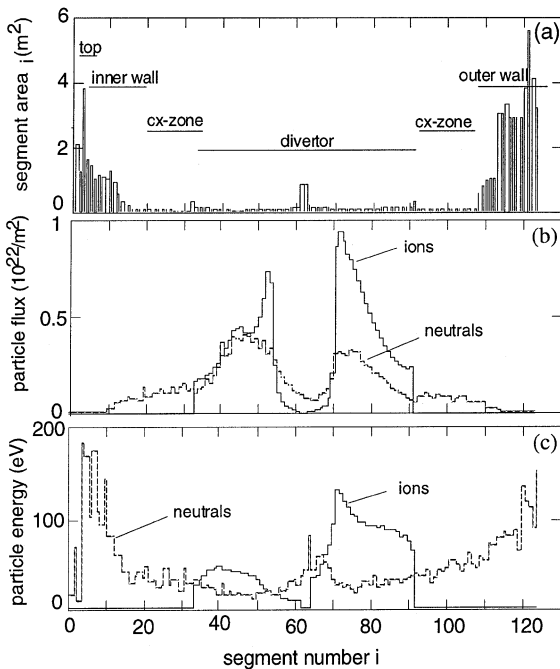 segment area i (m2)
6
4
2
0
(a)
top
inner wall
outer wall
cx-zone
cx-zone
divertor
particle flux (10^22/m2)
1
0.5
0
(b)
ions
neutrals
particle energy (eV)
200
100
0
(c)
ions
neutrals
0 20 40 60 80 100 120
segment number i